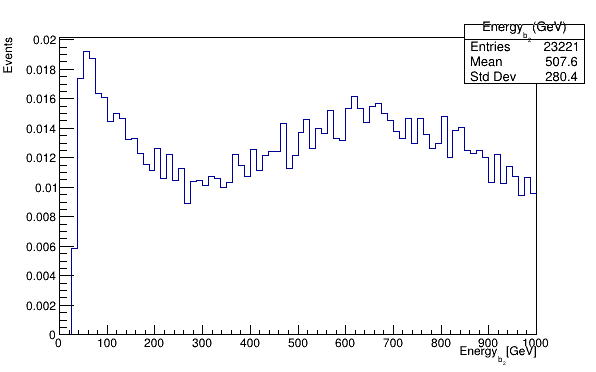 Energy_b_2 (GeV)
Entries 23221
Mean 507.6
Std Dev 280.4
Events
0.02
0.018
0.016
0.014
0.012
0.01
0.008
0.006
0.004
0.002
0
0 100 200 300 400 500 600 700 800 900 1000
Energy_b_2 [GeV]